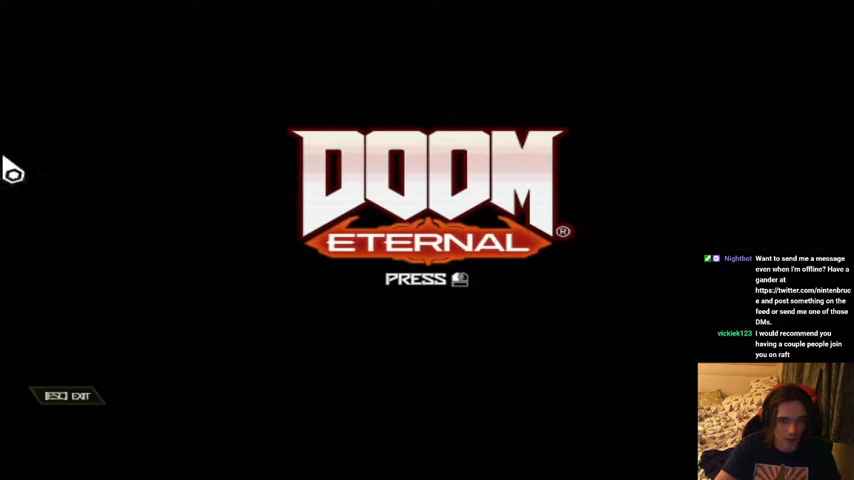 DOOM
ETERNAL ®
PRESS
[ESC] EXIT
Nightbot Want to send me a message
even when I'm offline? Have a
gander at
https://twitter.com/nintenbruc
e and post something on the
feed or send me one of those
DMs.
vickiek123 I would recommend you
having a couple people join
you on raft